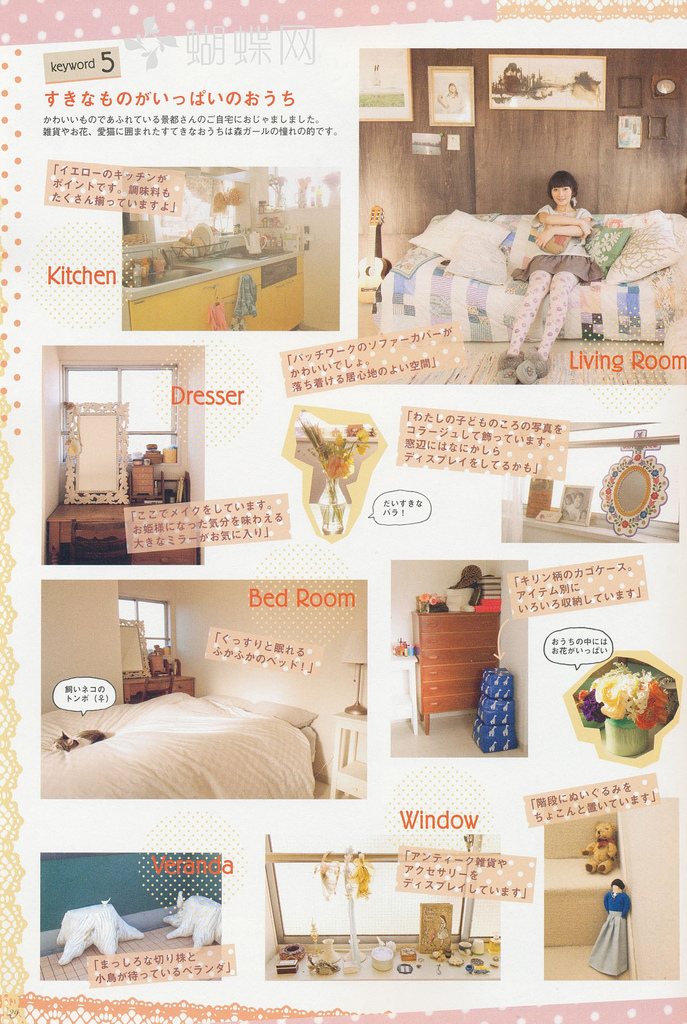 蝴蝶网
keyword 5
すきなものがいっぱいのおうち
かわいいものであふれている景都さんのご自宅におじゃましました。
雑貨やお花、愛猫に囲まれたすてきなおうちは森ガールの憧れの的です。
「イエローのキッチンが
ポイントです。調味料も
たくさん揃っていますよ」
Kitchen
「パッチワークのソファーカバーが
かわいいでしょ。
落ち着ける居心地のよい空間」
Living Room
Dresser
「ここでメイクをしています。
お姫様になった気分を味わえる
大きなミラーがお気に入り」
だいすきな
バラ！
「わたしの子どものころの写真を
コラージュして飾っています。
窓辺にはなにかしら
ディスプレイをしてるかも」
Bed Room
「ぐっすりと眠れる
ふかふかのベッド！」
飼いネコの
トンボ（♀）
「キリン柄のカゴケース。
アイテム別に
いろいろ収納しています」
おうちの中には
お花がいっぱい
Window
「アンティーク雑貨や
アクセサリーを
ディスプレイしています」
「階段にぬいぐるみを
ちょこんと置いています」
Veranda
「まっしろな切り株と
小鳥が待っているベランダ」
29